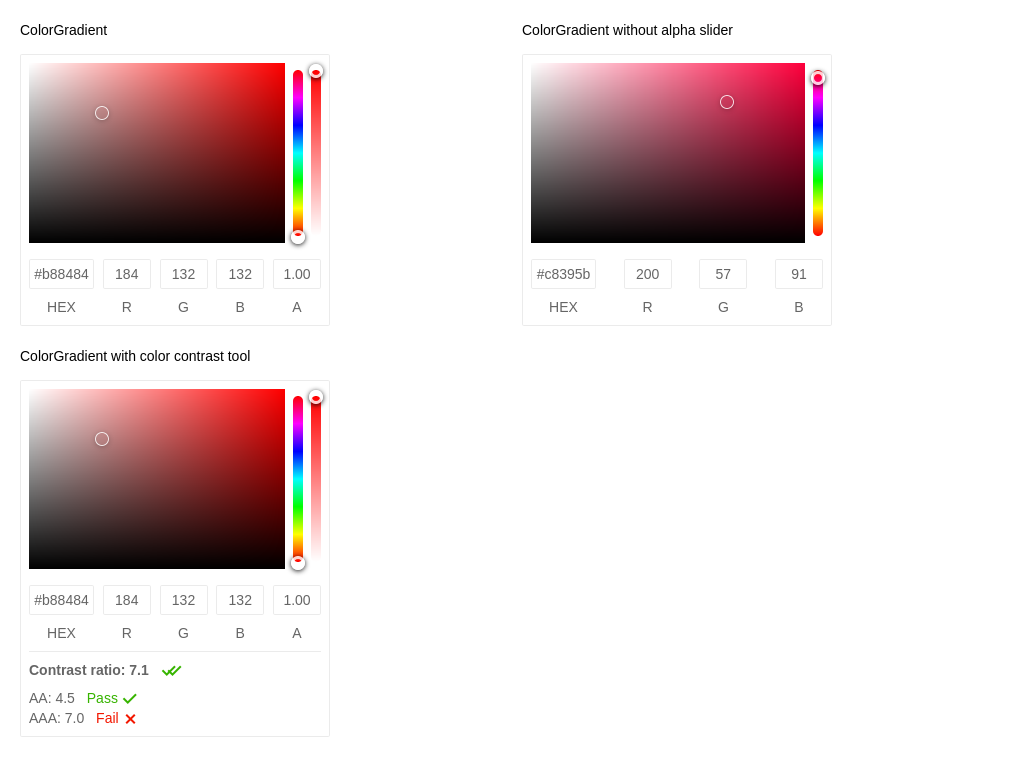 ColorGradient
#b88484 184 132 132 1.00
HEX R G B A
ColorGradient without alpha slider
#c8395b 200 57 91
HEX R G B
ColorGradient with color contrast tool
#b88484 184 132 132 1.00
HEX R G B A
Contrast ratio: 7.1
AA: 4.5 Pass
AAA: 7.0 Fail